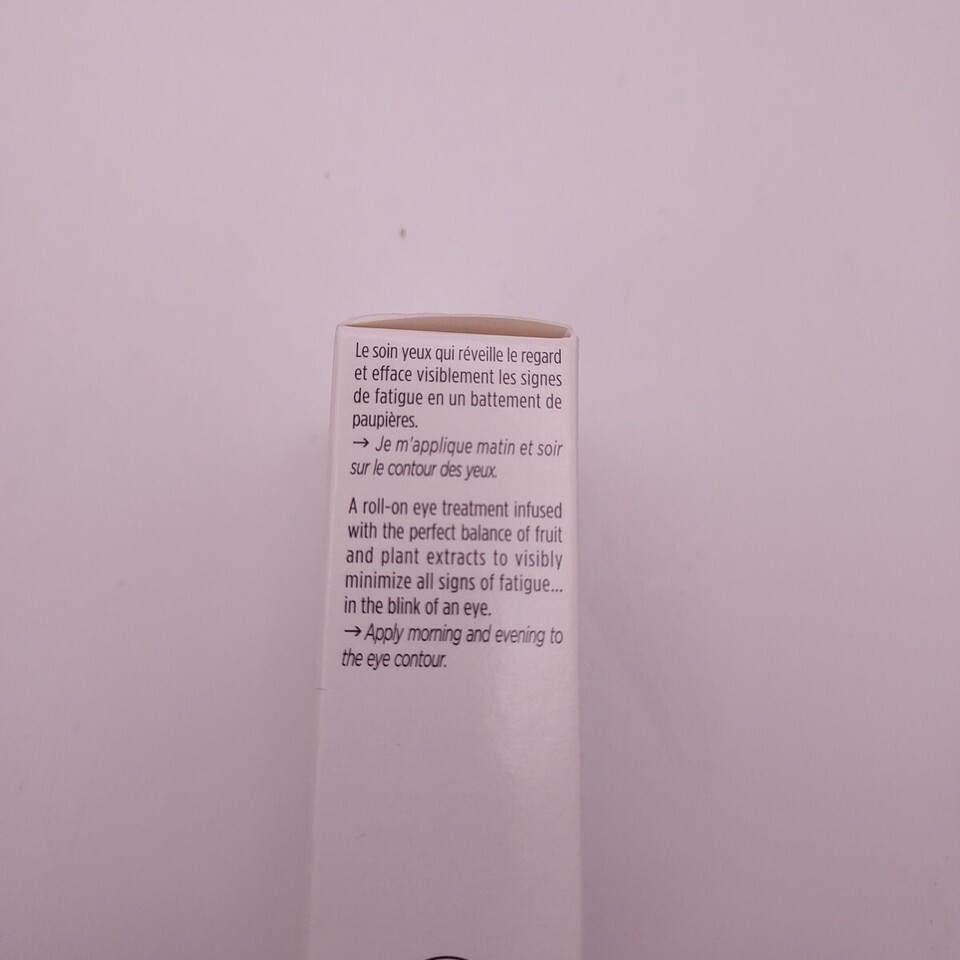 Le soin yeux qui réveille le regard
et efface visiblement les signes
de fatigue en un battement de
paupières.
→ Je m'applique matin et soir
sur le contour des yeux.
A roll-on eye treatment infused
with the perfect balance of fruit
and plant extracts to visibly
minimize all signs of fatigue...
in the blink of an eye.
→ Apply morning and evening to
the eye contour.